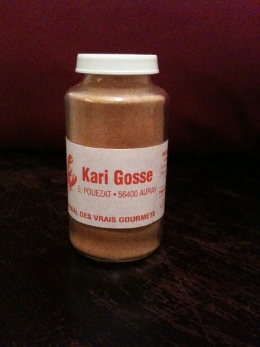 Kari Gosse
E. POUEZAT • 56400 AURAY
DES VRAIS GOURMETS